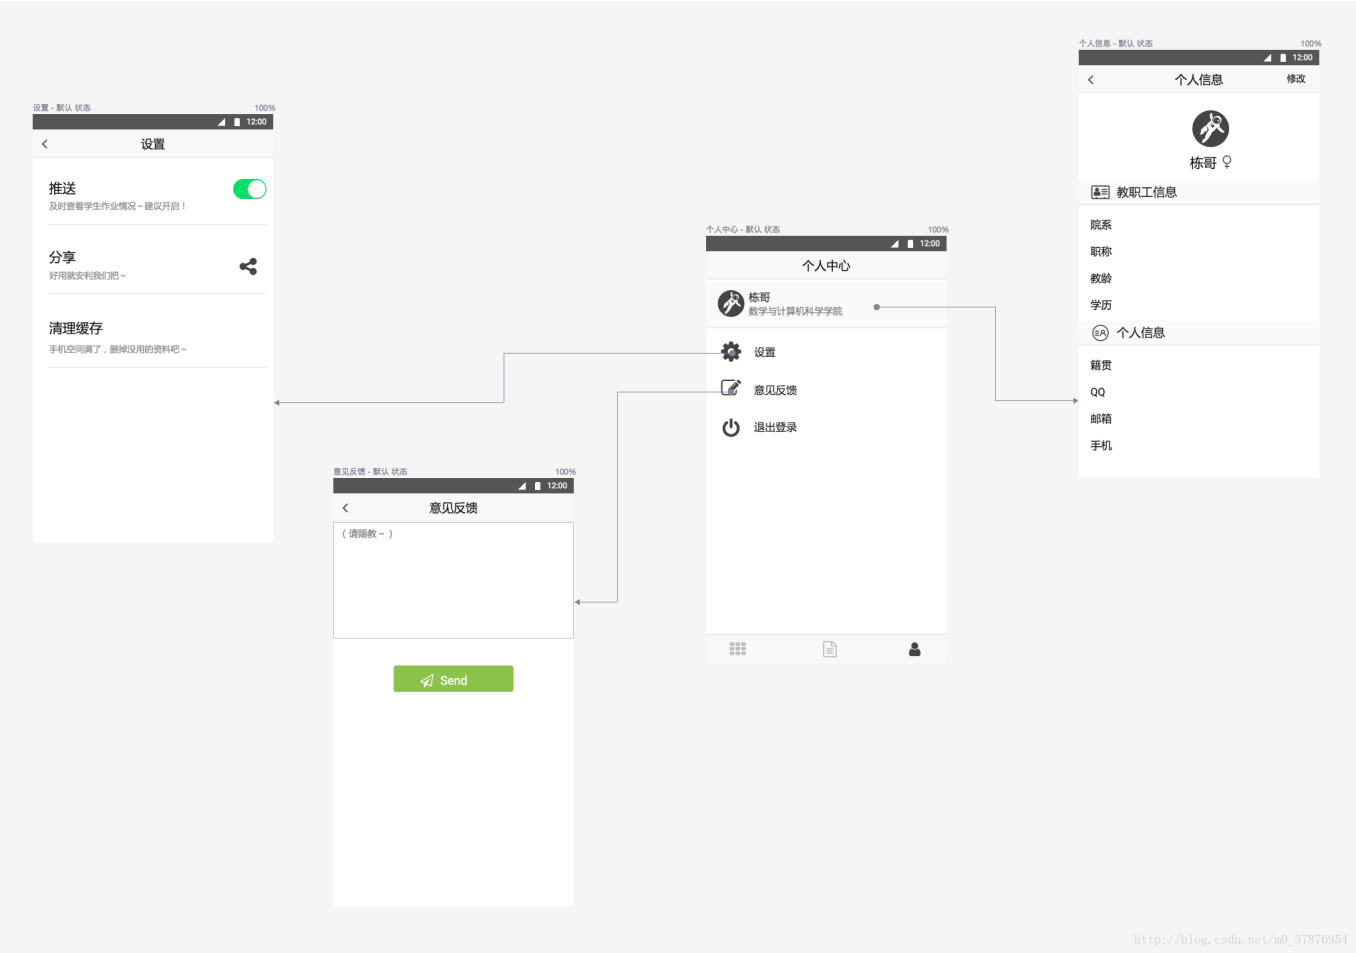 设置 - 默认 状态
100%
12:00
设置
推送
及时查看学生作业情况~建议开启!
分享
好用就安利我们把~
清理缓存
手机空间满了,删掉没用的资料吧~
意见反馈 - 默认 状态
100%
12:00
意见反馈
(请赐教~)
Send
个人中心 - 默认 状态
100%
12:00
个人中心
栋哥
数学与计算机科学学院
设置
意见反馈
退出登录
个人信息 - 默认 状态
100%
12:00
个人信息
修改
栋哥
教职工信息
院系
职称
教龄
学历
个人信息
籍贯
QQ
邮箱
手机
http://blog.csdn.net/m0_37876954